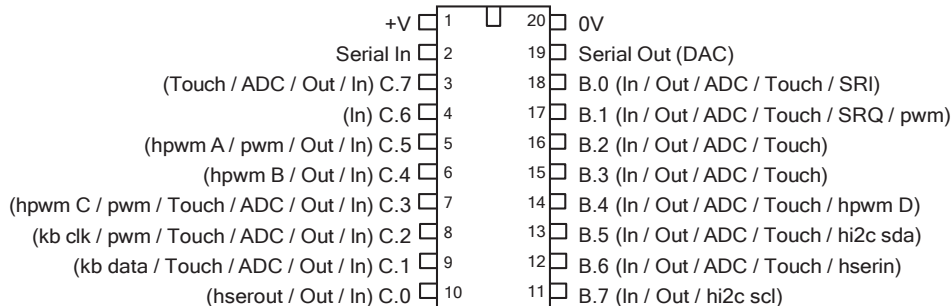 +V 1 20 0V
Serial In 2 19 Serial Out (DAC)
(Touch / ADC / Out / In) C.7 3 18 B.0 (In / Out / ADC / Touch / SRI)
(In) C.6 4 17 B.1 (In / Out / ADC / Touch / SRQ / pwm)
(hpwm A / pwm / Out / In) C.5 5 16 B.2 (In / Out / ADC / Touch)
(hpwm B / Out / In) C.4 6 15 B.3 (In / Out / ADC / Touch)
(hpwm C / pwm / Touch / ADC / Out / In) C.3 7 14 B.4 (In / Out / ADC / Touch / hpwm D)
(kb clk / pwm / Touch / ADC / Out / In) C.2 8 13 B.5 (In / Out / ADC / Touch / hi2c sda)
(kb data / Touch / ADC / Out / In) C.1 9 12 B.6 (In / Out / ADC / Touch / hserin)
(hserout / Out / In) C.0 10 11 B.7 (In / Out / hi2c scl)